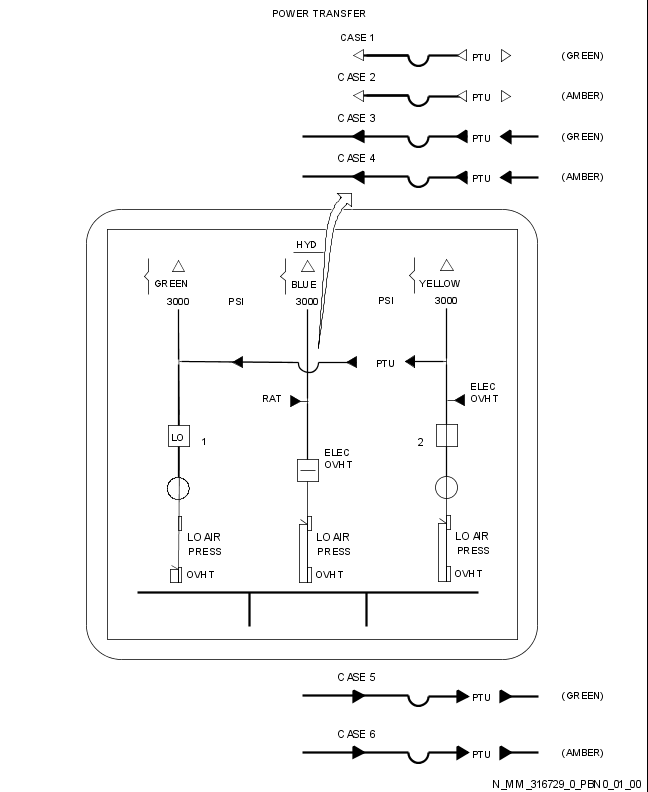 POWER TRANSFER
CASE 1
PTU (GREEN)
CASE 2
PTU (AMBER)
CASE 3
PTU (GREEN)
CASE 4
PTU (AMBER)
HYD
GREEN BLUE YELLOW
3000 PSI 3000 PSI 3000
PTU
RAT
ELEC
OVHT
LO 1
2
ELEC
OVHT
LO AIR LO AIR LO AIR
PRESS PRESS PRESS
OVHT OVHT OVHT
CASE 5
PTU (GREEN)
CASE 6
PTU (AMBER)
N_MM_316729_0_PBN0_01_00